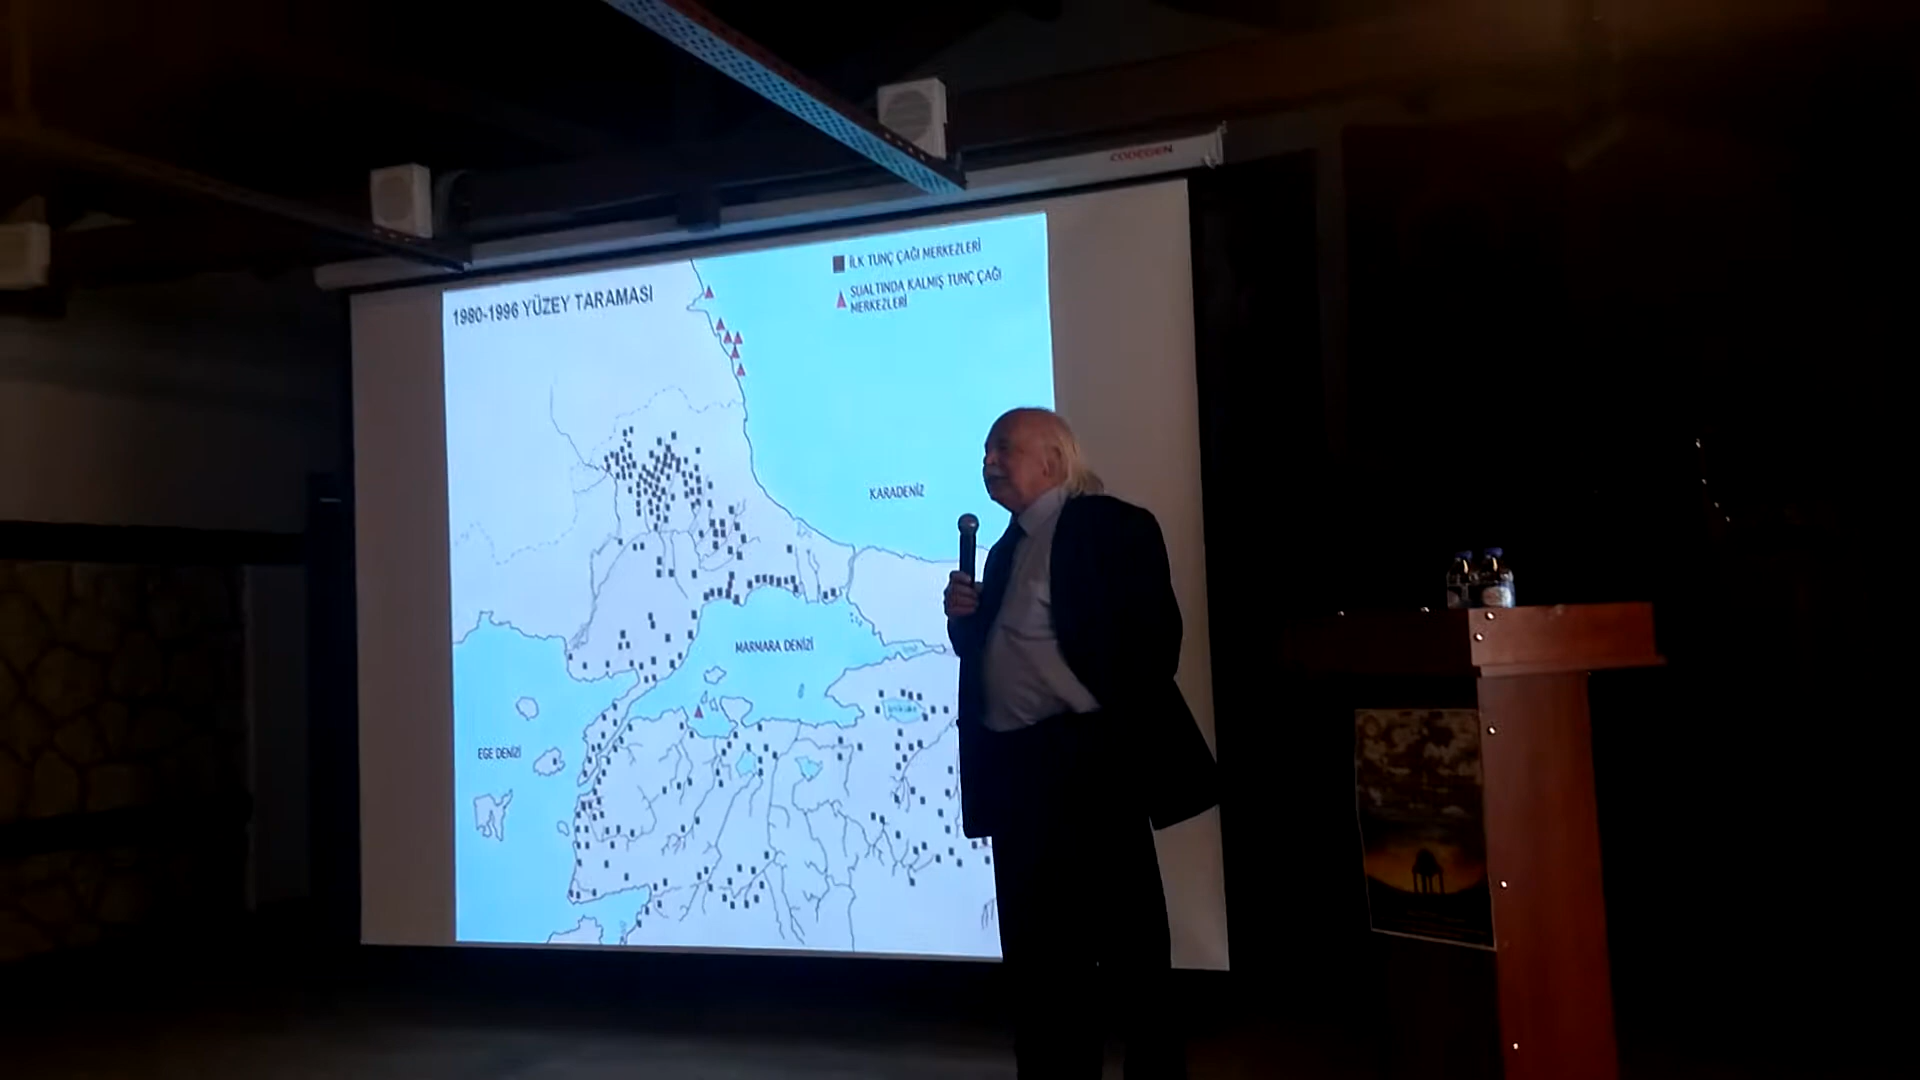 CODEGEN
İLK TUNÇ ÇAĞI MERKEZLERİ
SUALTINDA KALMIŞ TUNÇ ÇAĞI
MERKEZLERİ
1980-1996 YÜZEY TARAMASI
KARADENİZ
MARMARA DENİZİ
EGE DENİZİ